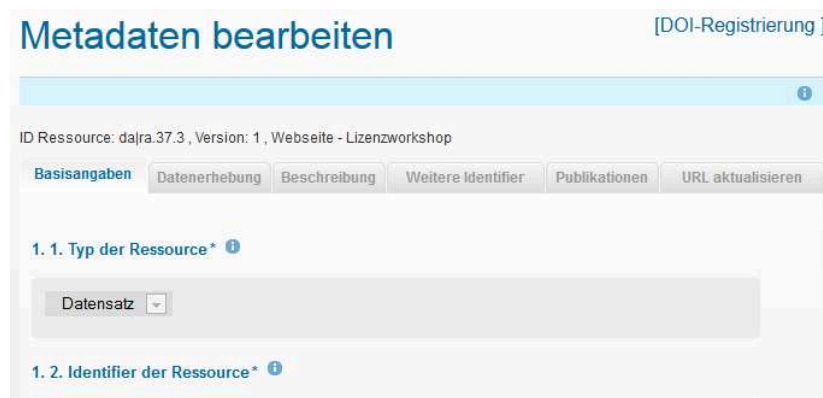 Metadaten bearbeiten
[DOI-Registrierung ]
ID Ressource: da|ra.37.3 , Version: 1 , Webseite - Lizenzworkshop
Basisangaben Datenerhebung Beschreibung Weitere Identifier Publikationen URL aktualisieren
1. 1. Typ der Ressource* i
Datensatz
1. 2. Identifier der Ressource* i